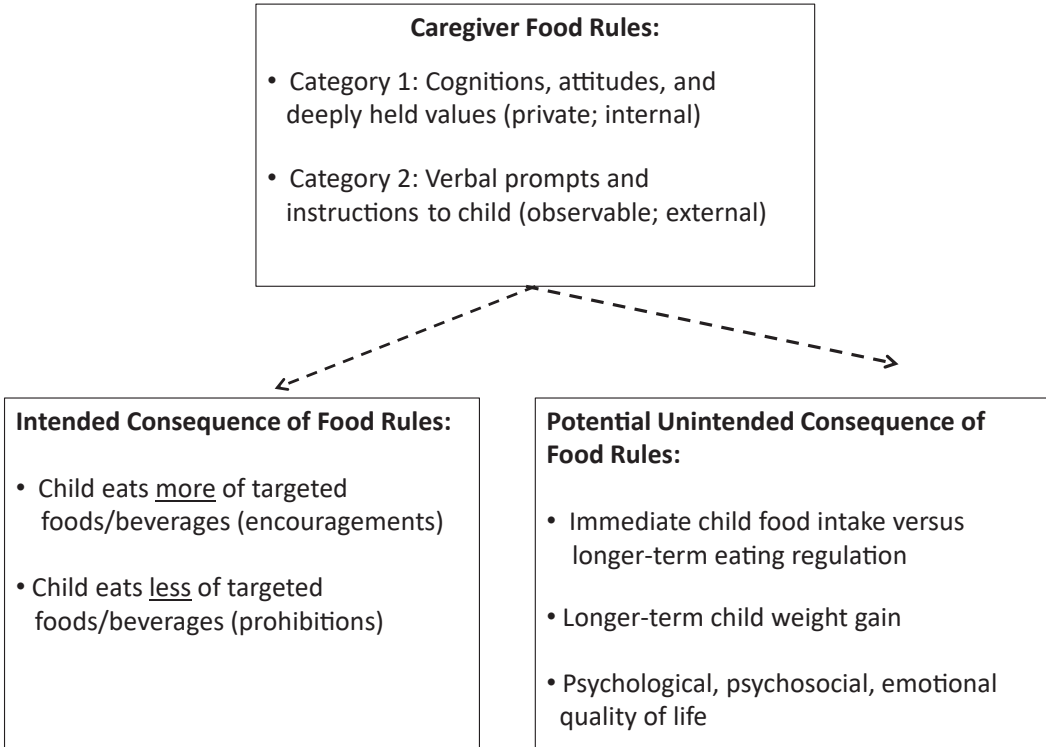 Caregiver Food Rules:
• Category 1: Cognitions, attitudes, and
deeply held values (private; internal)
• Category 2: Verbal prompts and
instructions to child (observable; external)
Intended Consequence of Food Rules:
• Child eats more of targeted
foods/beverages (encouragements)
• Child eats less of targeted
foods/beverages (prohibitions)
Potential Unintended Consequence of
Food Rules:
• Immediate child food intake versus
longer-term eating regulation
• Longer-term child weight gain
• Psychological, psychosocial, emotional
quality of life